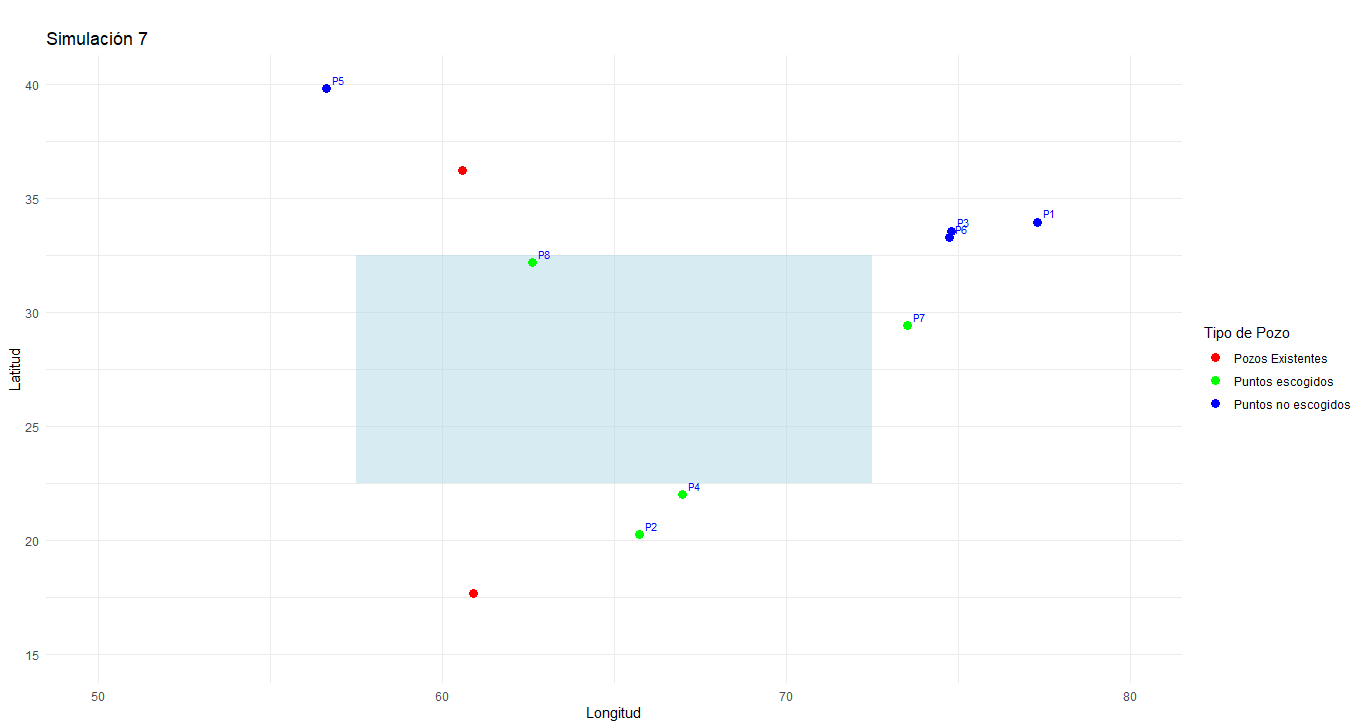 Simulación 7
Latitud
40
35
30
25
20
15
P5
P3
P6
P1
P8
P7
P4
P2
50
60
70
80
Longitud
Tipo de Pozo
Pozos Existentes
Puntos escogidos
Puntos no escogidos